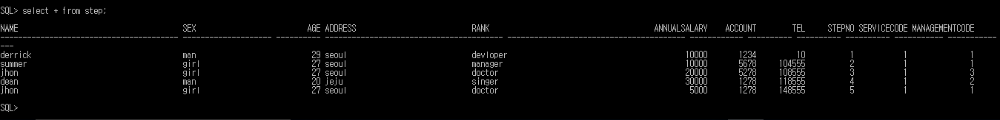 SQL> select * from step;
NAME SEX AGE ADDRESS RANK ANNUALSALARY ACCOUNT TEL STEPNO SERVICECODE MANAGEMENTCODE
derrick man 29 seoul devloper 10000 1234 10 1 1 1
summer girl 27 seoul manager 10000 5678 104555 2 1 1
jhon girl 27 seoul doctor 20000 5278 108555 3 1 3
dean man 20 jeju singer 30000 1278 118555 4 1 2
jhon girl 27 seoul doctor 5000 1278 148555 5 1 1
SQL>